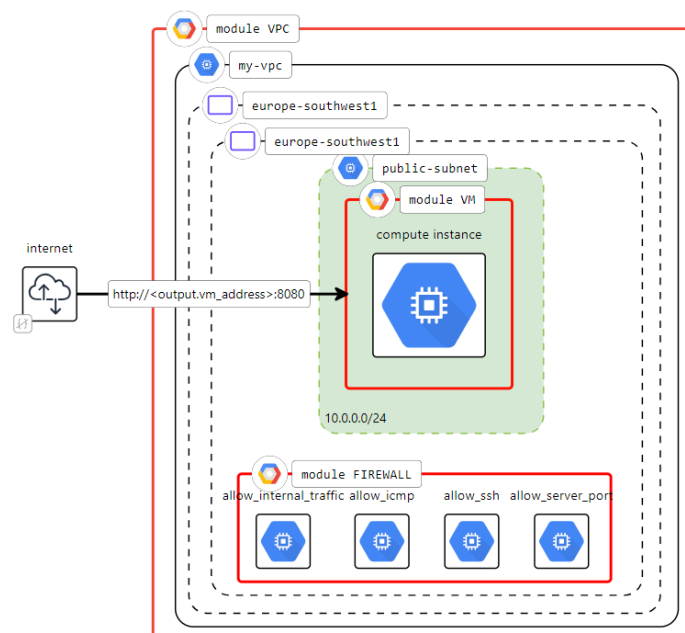 module VPC
my-vpc
europe-southwest1
europe-southwest1
public-subnet
module VM
compute instance
internet
http://<output.vm_address>:8080
10.0.0.0/24
module FIREWALL
allow_internal_traffic
allow_icmp
allow_ssh
allow_server_port